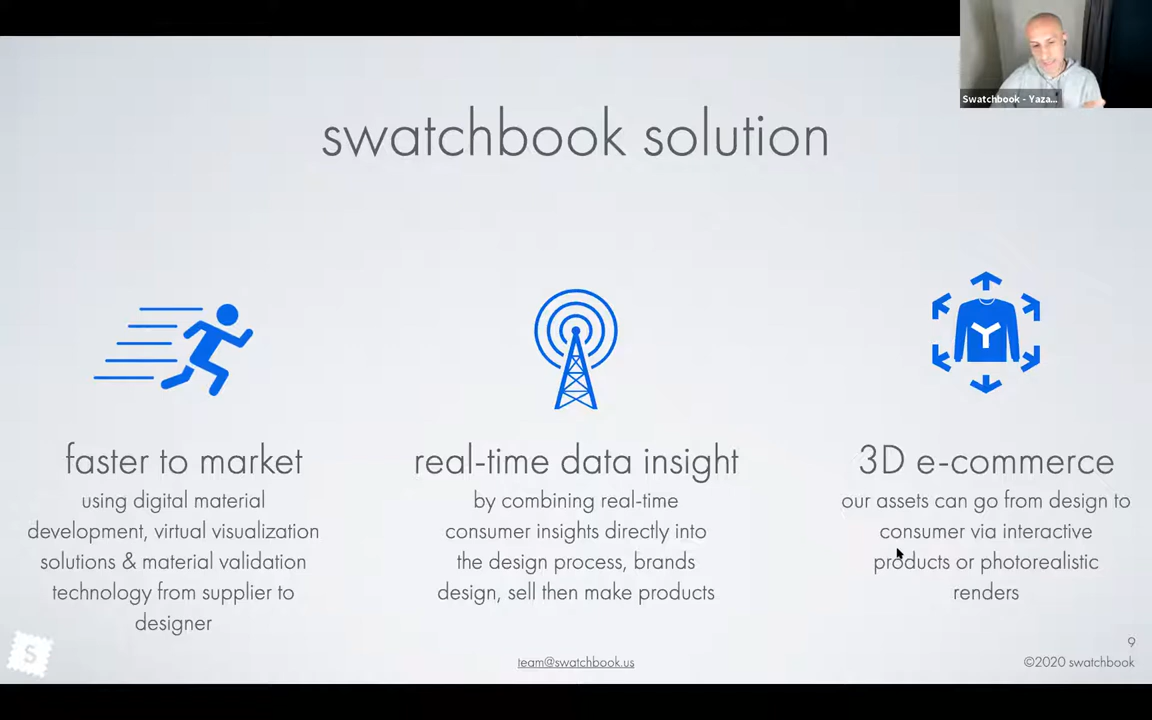 Swatchbook - Yaza...
swatchbook solution
Y
faster to market
using digital material
development, virtual visualization
solutions & material validation
technology from supplier to
designer
real-time data insight
by combining real-time
consumer insights directly into
the design process, brands
design, sell then make products
3D e-commerce
our assets can go from design to
consumer via interactive
products or photorealistic
renders
S
team@swatchbook.us
9
©2020 swatchbook